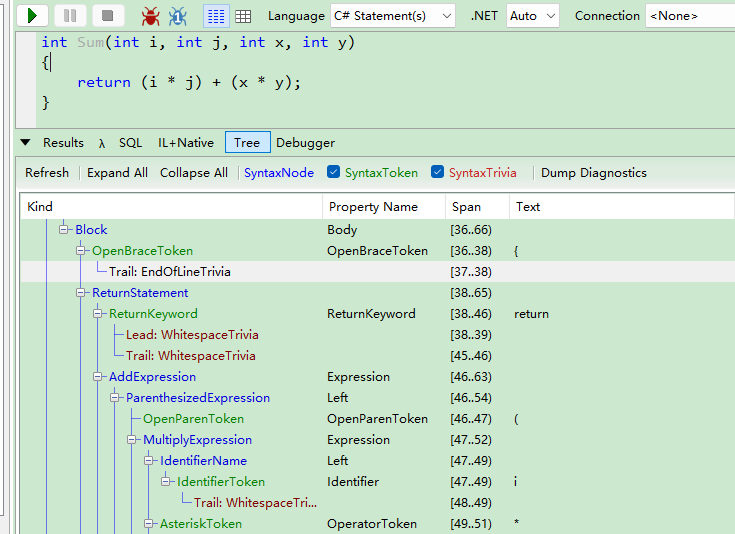 Language C# Statement(s) .NET Auto Connection <None>
int Sum(int i, int j, int x, int y)
{
return (i * j) + (x * y);
}
Results λ SQL IL+Native Tree Debugger
Refresh Expand All Collapse All SyntaxNode SyntaxToken SyntaxTrivia Dump Diagnostics
Kind Property Name Span Text
Block Body [36..66)
OpenBraceToken OpenBraceToken [36..38) {
Trail: EndOfLineTrivia [37..38)
ReturnStatement [38..65)
ReturnKeyword ReturnKeyword [38..46) return
Lead: WhitespaceTrivia [38..39)
Trail: WhitespaceTrivia [45..46)
AddExpression Expression [46..63)
ParenthesizedExpression Left [46..54)
OpenParenToken OpenParenToken [46..47) (
MultiplyExpression Expression [47..52)
IdentifierName Left [47..49)
IdentifierToken Identifier [47..49) i
Trail: WhitespaceTri... [48..49)
AsteriskToken OperatorToken [49..51) *